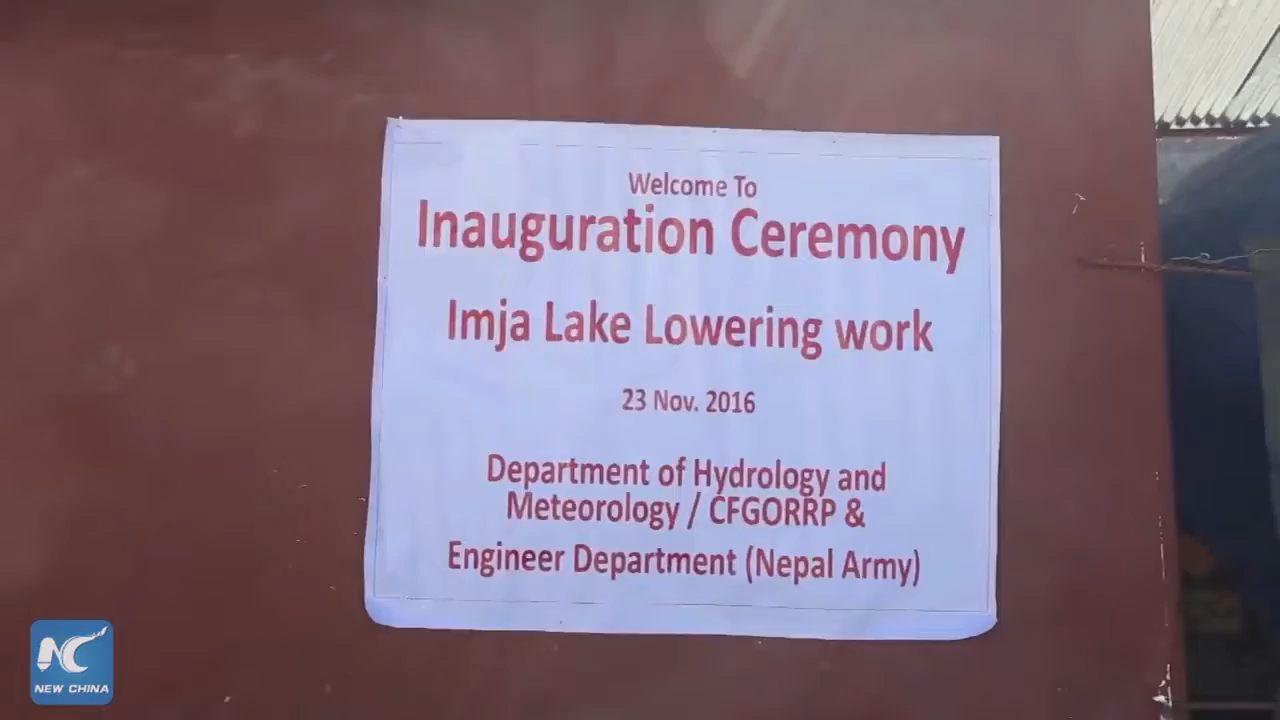 Welcome To
Inauguration Ceremony
Imja Lake Lowering work
23 Nov. 2016
Department of Hydrology and
Meteorology / CFGORRP &
Engineer Department (Nepal Army)
NC
NEW CHINA